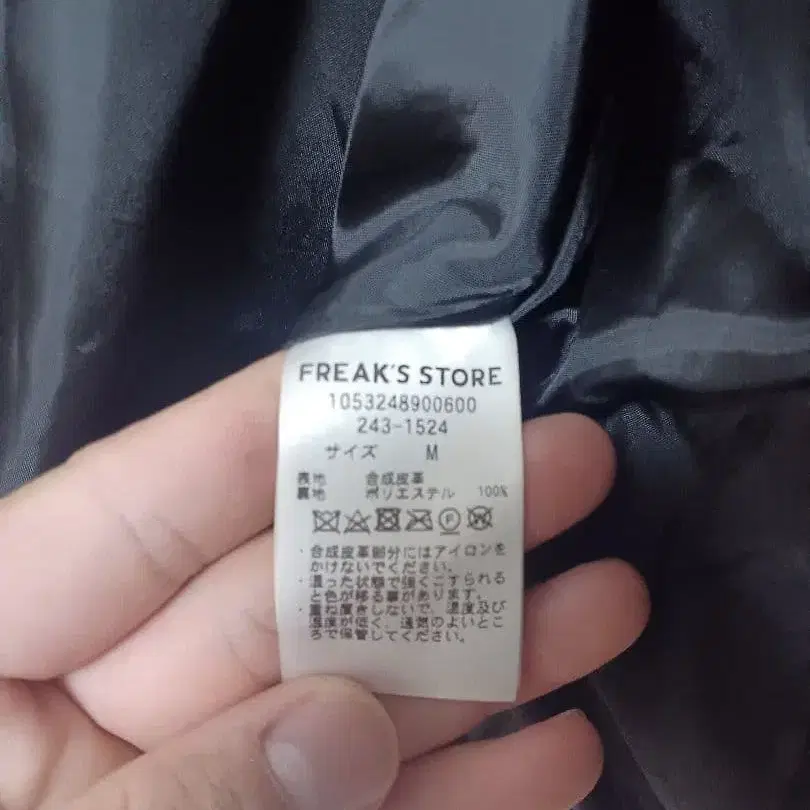 FREAK'S STORE
1053248900600
243-1524
サイズ M
表地 合成皮革
裏地 ポリエステル 100%
F
・合成皮革部分にはアイロンを
かけないでください。
・湿った状態で強くこすられる
と色が移る事があります。
・重ね置きしないで、温度及び
湿度が低く、通気のよいとこ
ろで保管してください。